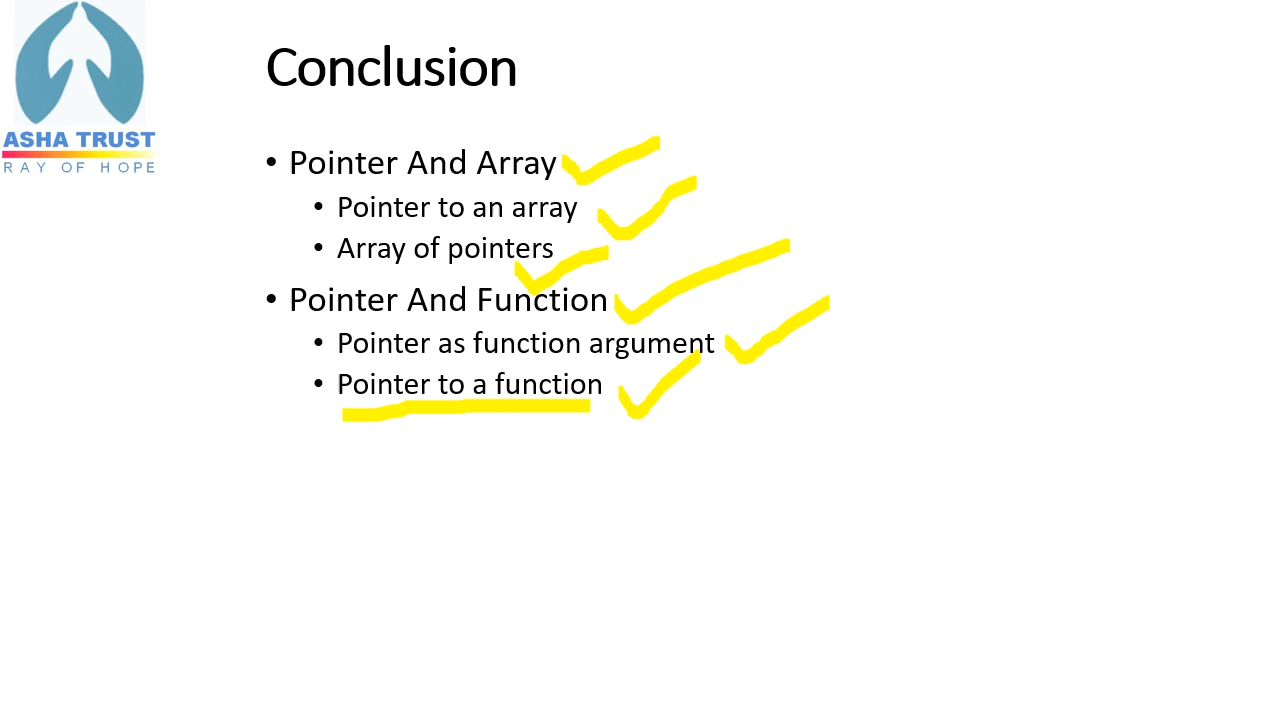 ASHA TRUST
RAY OF HOPE
Conclusion
• Pointer And Array
• Pointer to an array
• Array of pointers
• Pointer And Function
• Pointer as function argument
• Pointer to a function